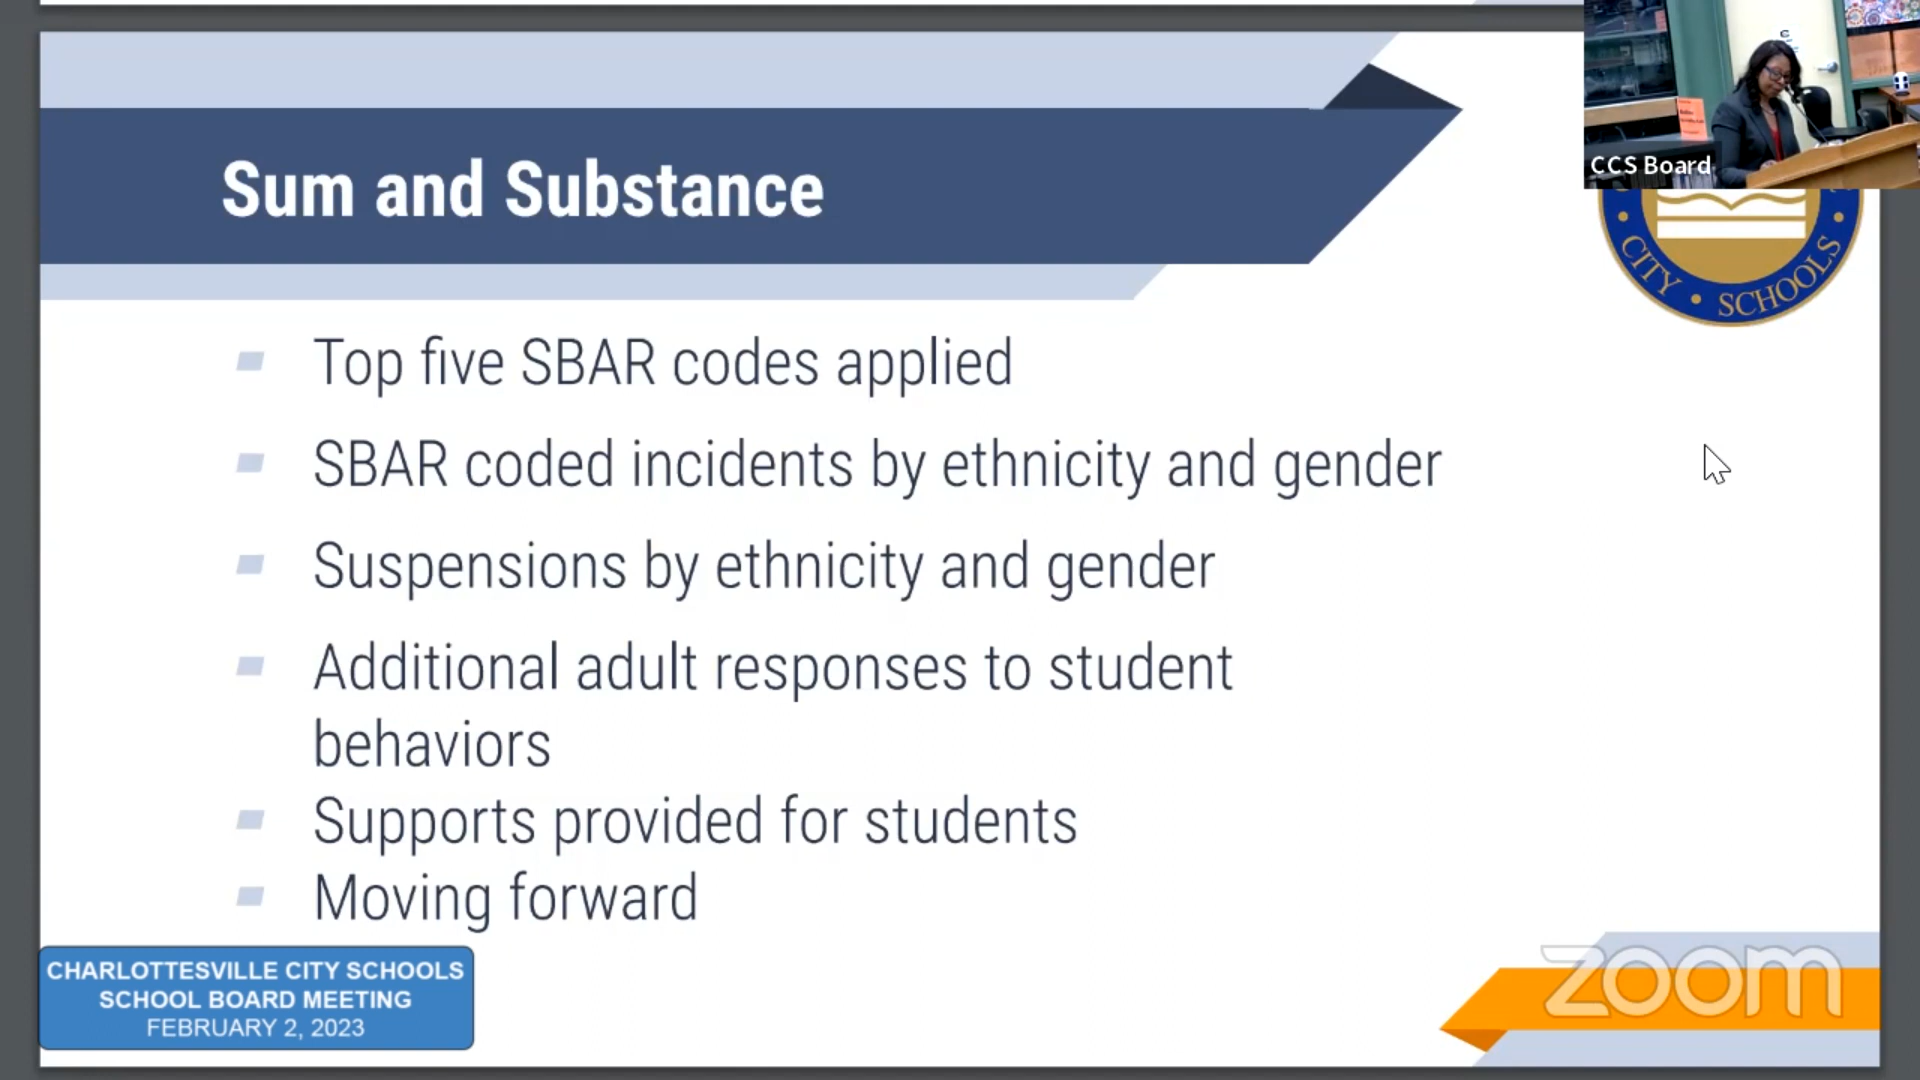 CCS Board
Sum and Substance
CITY • SCHOOLS
Top five SBAR codes applied
SBAR coded incidents by ethnicity and gender
Suspensions by ethnicity and gender
Additional adult responses to student
behaviors
Supports provided for students
Moving forward
CHARLOTTESVILLE CITY SCHOOLS
SCHOOL BOARD MEETING
FEBRUARY 2, 2023
zoom